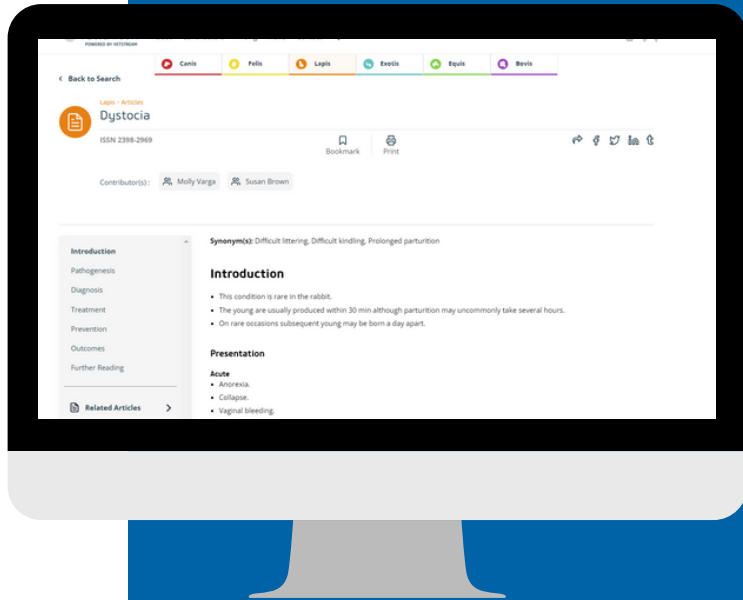 POWERED BY VETSTREAM
Canis
Felis
Lapis
Exotis
Equis
Bovis
Back to Search
Lapis - Articles
Dystocia
ISSN 2398-2969
Bookmark
Print
Contributor(s) :
Molly Varga
Susan Brown
Synonym(s): Difficult littering, Difficult kindling, Prolonged parturition
Introduction
Pathogenesis
Diagnosis
Treatment
Prevention
Outcomes
Further Reading
Related Articles
Introduction
• This condition is rare in the rabbit.
• The young are usually produced within 30 min although parturition may uncommonly take several hours.
• On rare occasions subsequent young may be born a day apart.
Presentation
Acute
• Anorexia.
• Collapse.
• Vaginal bleeding.